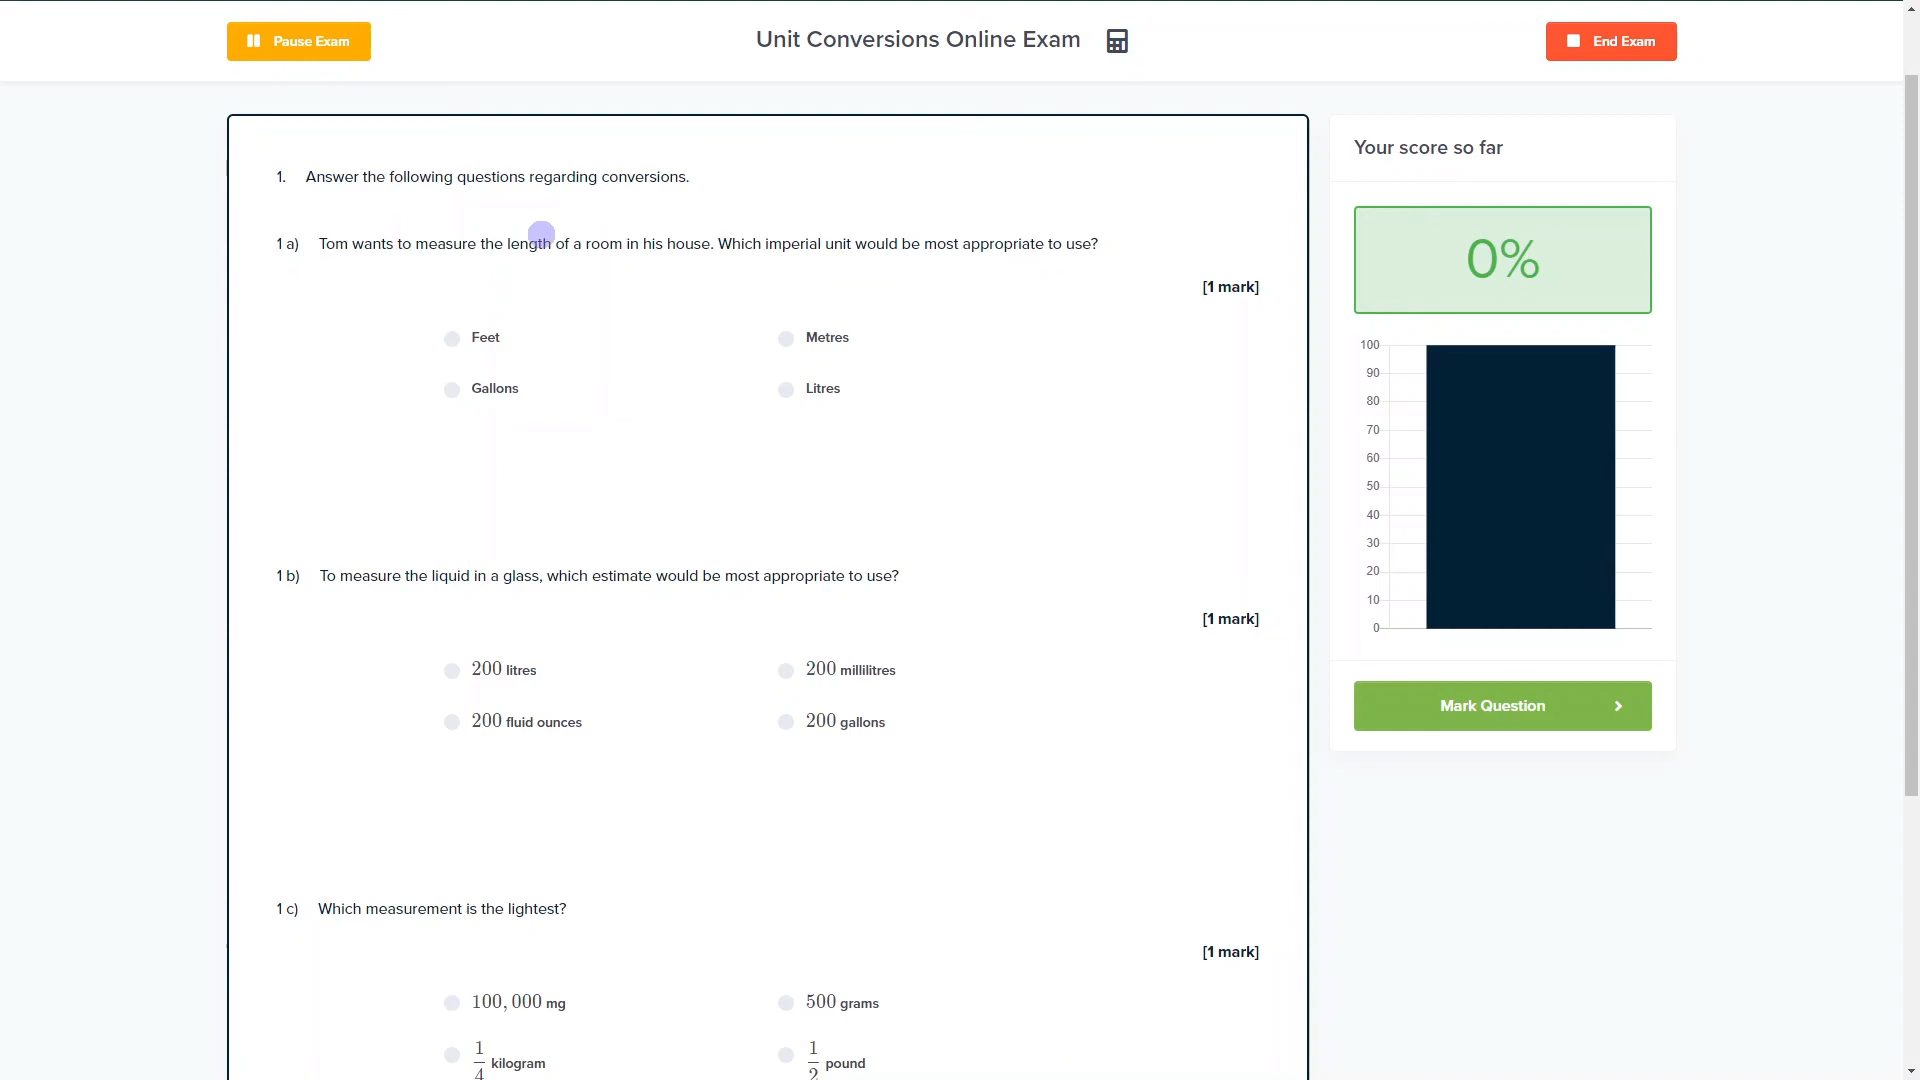 Pause Exam
Unit Conversions Online Exam
End Exam
1. Answer the following questions regarding conversions.
1 a) Tom wants to measure the length of a room in his house. Which imperial unit would be most appropriate to use?
[1 mark]
Feet
Metres
Gallons
Litres
1 b) To measure the liquid in a glass, which estimate would be most appropriate to use?
[1 mark]
200 litres
200 millilitres
200 fluid ounces
200 gallons
1 c) Which measurement is the lightest?
[1 mark]
100,000 mg
500 grams
1/4 kilogram
1/2 pound
Your score so far
0%
100
90
80
70
60
50
40
30
20
10
0
Mark Question